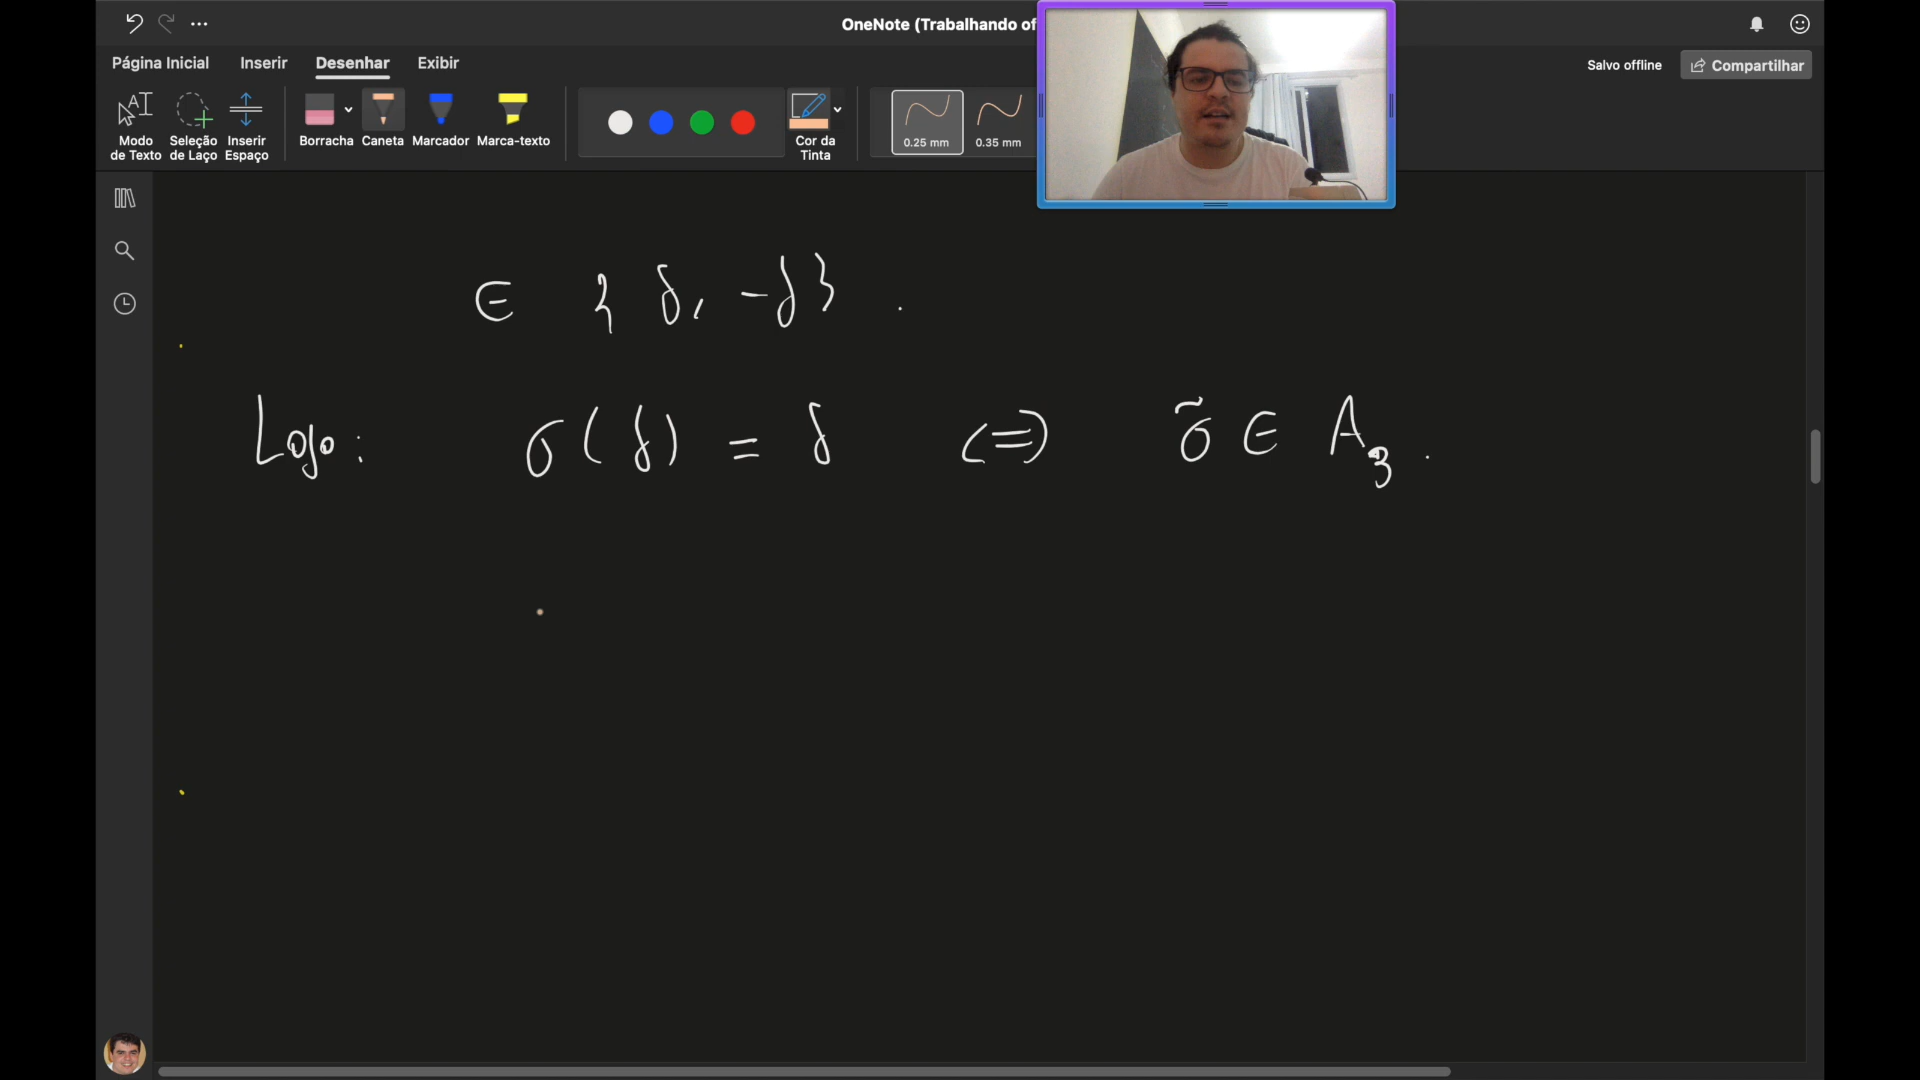 OneNote (Trabalhando of
Página Inicial Inserir Desenhar Exibir
Salvo offline Compartilhar
Modo de Texto
Seleção de Laço
Inserir Espaço
Borracha Caneta Marcador Marca-texto
Cor da Tinta
0.25 mm 0.35 mm
∈ { δ, -δ } .
Logo: σ(δ) = δ <=> σ̃ ∈ A₃ .